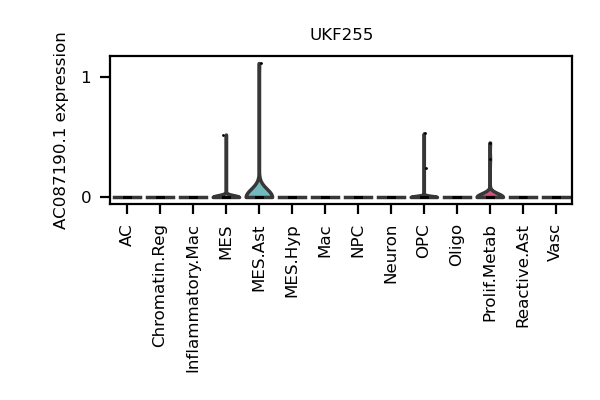 UKF255
AC087190.1 expression
1
0
AC
Chromatin.Reg
Inflammatory.Mac
MES
MES.Ast
MES.Hyp
Mac
NPC
Neuron
OPC
Oligo
Prolif.Metab
Reactive.Ast
Vasc